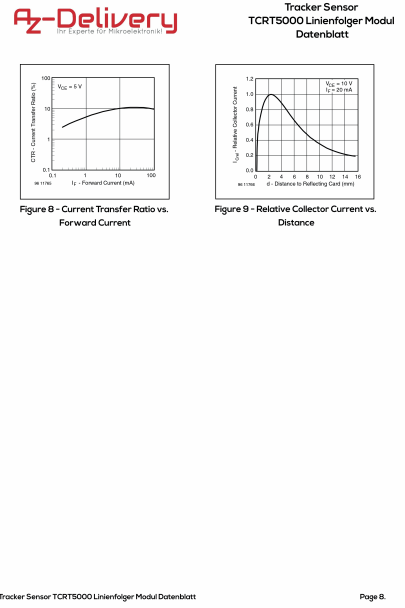 AZ-Delivery
Ihr Experte für Mikroelektronik!
Tracker Sensor
TCRT5000 Linienfolger Modul
Datenblatt
100
10
1
0.1
CTR - Current Transfer Ratio (%)
VCE = 5 V
0.1 1 10 100
96 11765
IF - Forward Current (mA)
Figure 8 - Current Transfer Ratio vs.
Forward Current
1.2
1.0
0.8
0.6
0.4
0.2
0.0
- Relative Collector Current
VCE = 10 V
IF = 20 mA
0 2 4 6 8 10 12 14 16
96 11766
d - Distance to Reflecting Card (mm)
Figure 9 - Relative Collector Current vs.
Distance
Tracker Sensor TCRT5000 Linienfolger Modul Datenblatt
Page 8.